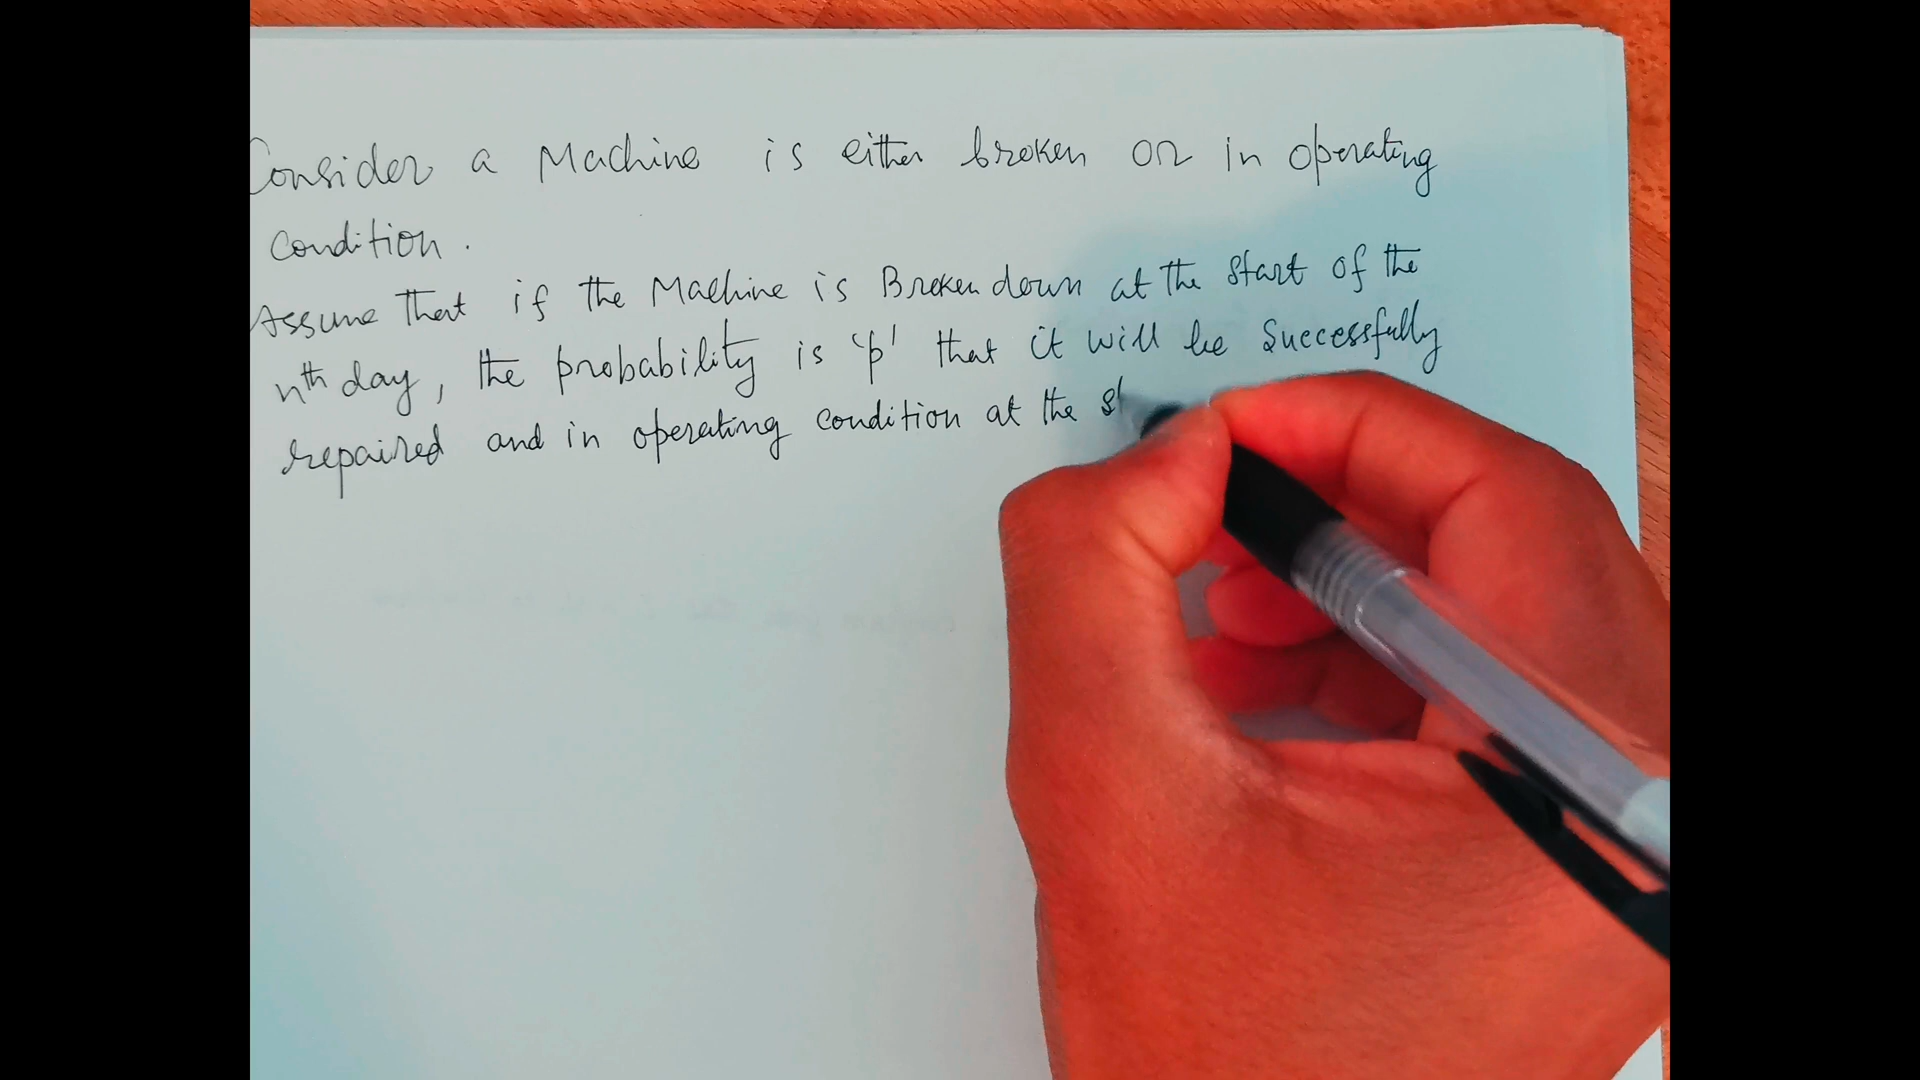 Consider a Machine is either broken or in operating
condition.
Assume that if the Machine is Broken down at the start of the
nth day, the probability is 'p' that it will be successfully
repaired and in operating condition at the